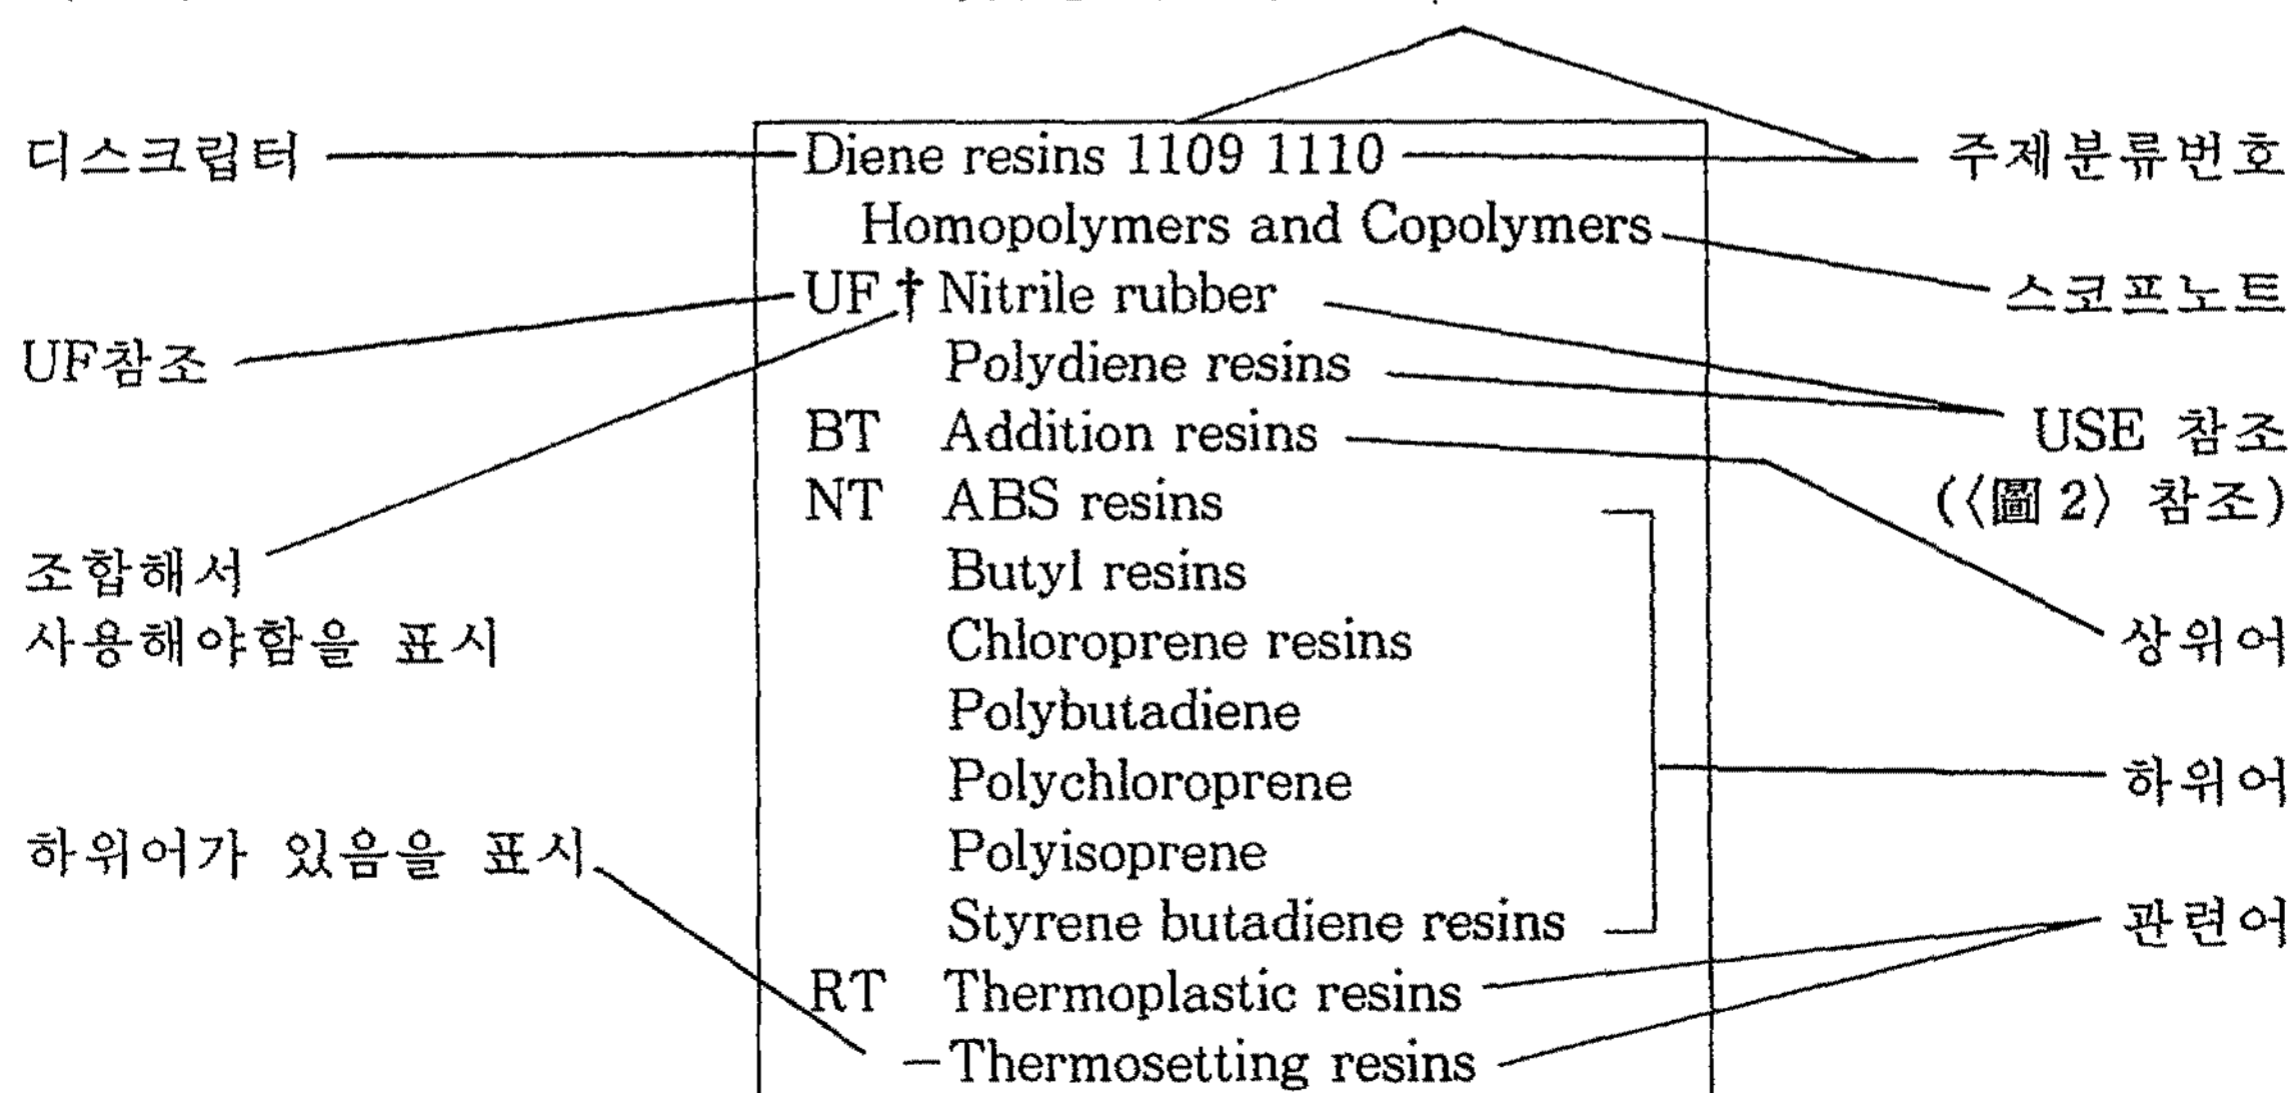 디스크립터 Diene resins 1109 1110 주제분류번호
Homopolymers and Copolymers
UF † Nitrile rubber 스코프노트
UF참조 Polydiene resins
BT Addition resins USE 참조
NT ABS resins (〈圖 2〉 참조)
조합해서 Butyl resins
사용해야함을 표시 Chloroprene resins 상위어
Polybutadiene
Polychloroprene 하위어
하위어가 있음을 표시 Polyisoprene
Styrene butadiene resins 관련어
RT Thermoplastic resins
–Thermosetting resins